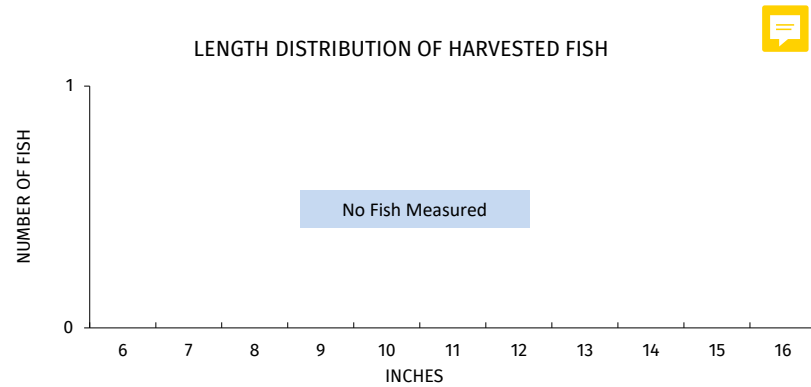 LENGTH DISTRIBUTION OF HARVESTED FISH
1
NUMBER OF FISH
No Fish Measured
0
6 7 8 9 10 11 12 13 14 15 16
INCHES